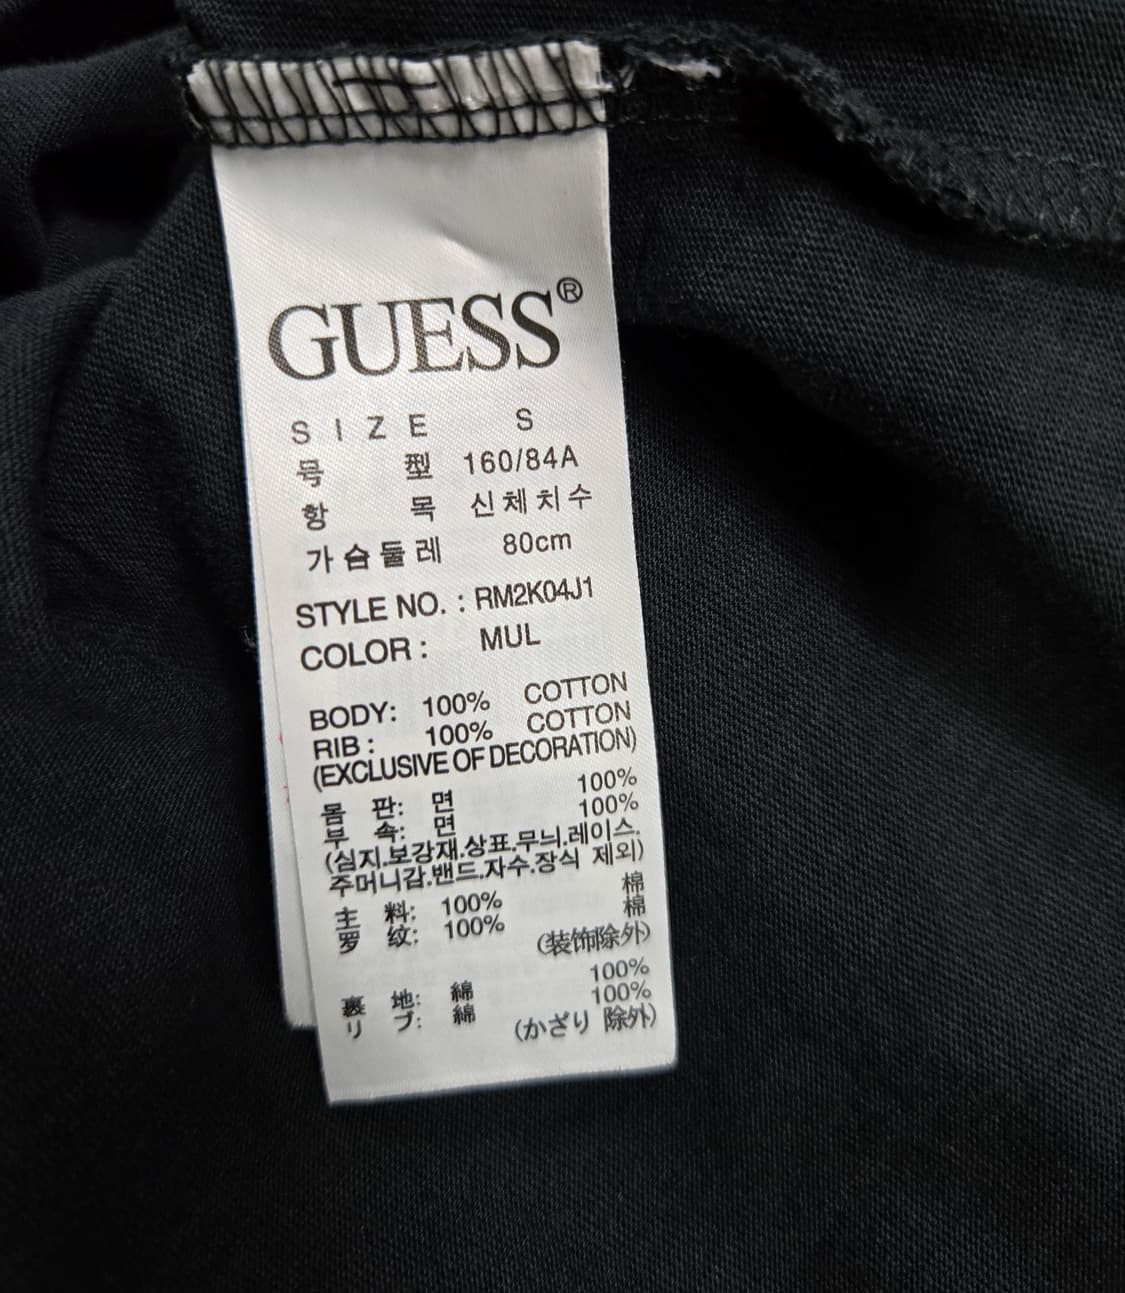 GUESS®
SIZE S
号 型 160/84A
항 목 신체치수
가슴둘레 80cm
STYLE NO. : RM2K04J1
COLOR : MUL
BODY: 100% COTTON
RIB : 100% COTTON
(EXCLUSIVE OF DECORATION)
몸 판: 면 100%
부 속: 면 100%
(심지.보강재.상표.무늬.레이스.
주머니감.밴드.자수.장식 제외)
主 料: 100% 棉
罗 纹: 100% 棉
(装饰除外)
裏 地: 綿 100%
リ ブ: 綿 100%
(かざり 除外)